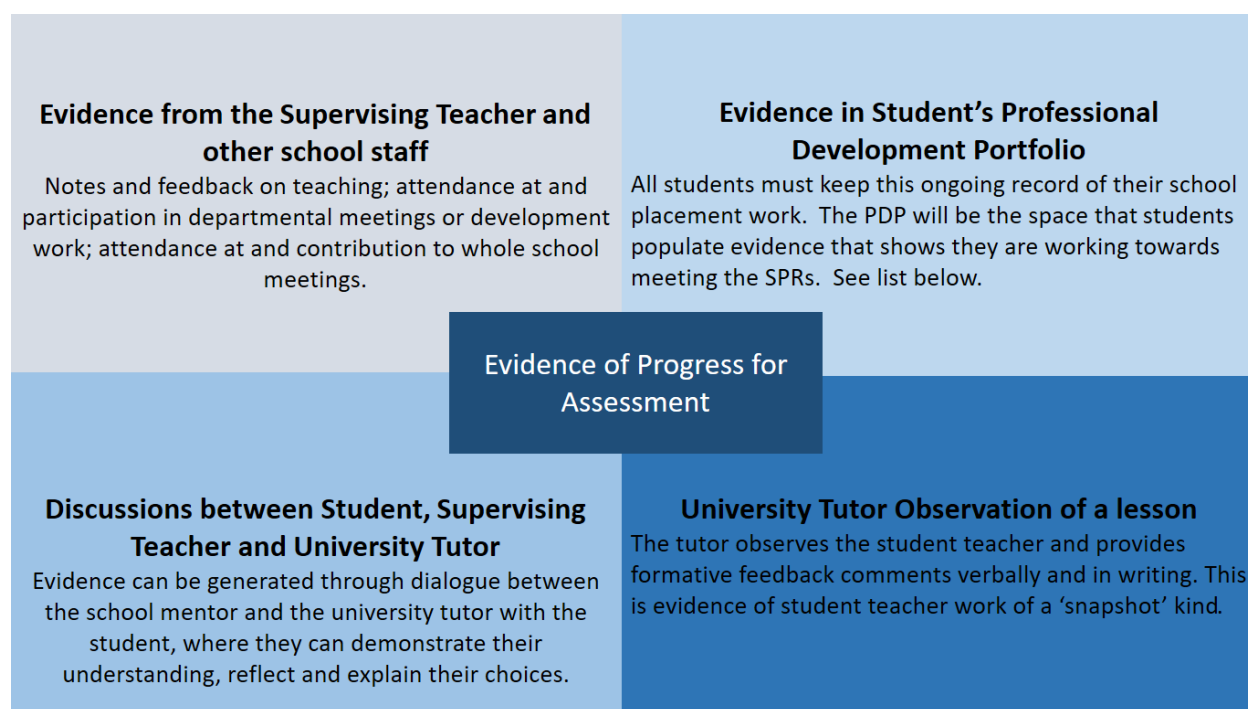 Evidence from the Supervising Teacher and
other school staff
Notes and feedback on teaching; attendance at and
participation in departmental meetings or development
work; attendance at and contribution to whole school
meetings.
Evidence in Student’s Professional
Development Portfolio
All students must keep this ongoing record of their school
placement work.  The PDP will be the space that students
populate evidence that shows they are working towards
meeting the SPRs.  See list below.
Evidence of Progress for
Assessment
Discussions between Student, Supervising
Teacher and University Tutor
Evidence can be generated through dialogue between
the school mentor and the university tutor with the
student, where they can demonstrate their
understanding, reflect and explain their choices.
University Tutor Observation of a lesson
The tutor observes the student teacher and provides
formative feedback comments verbally and in writing. This
is evidence of student teacher work of a ‘snapshot’ kind.